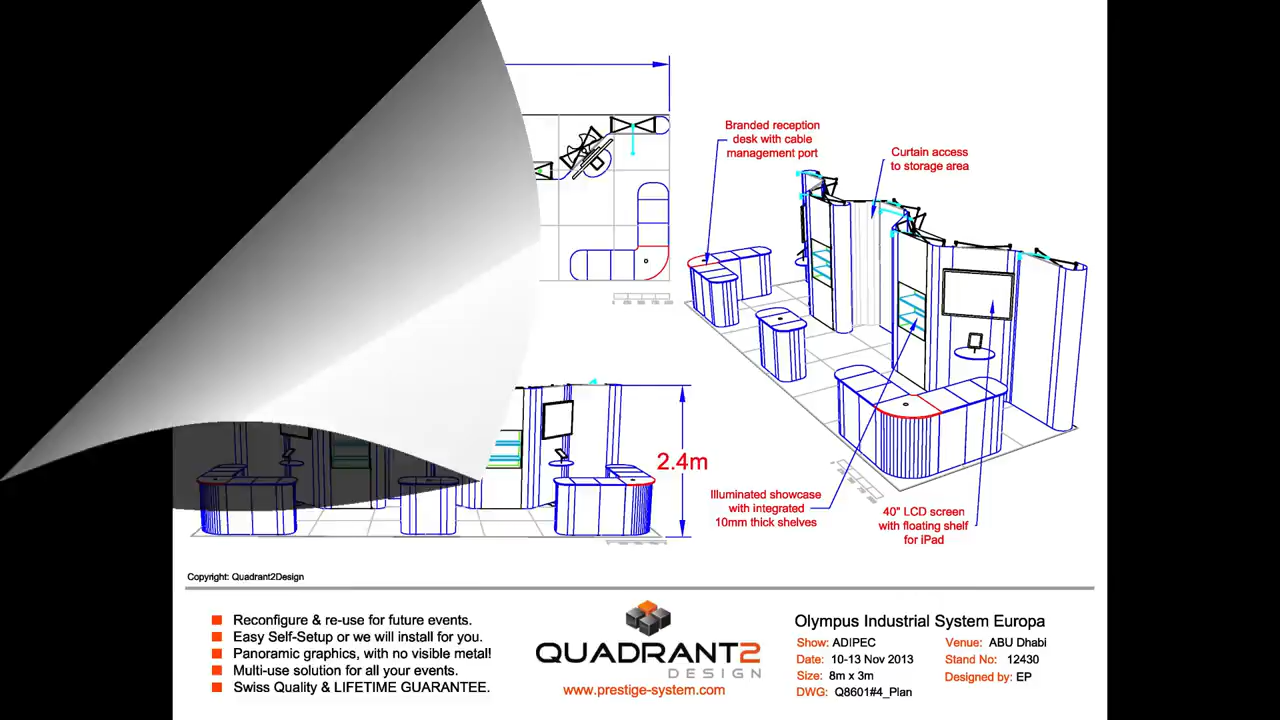 Branded reception
desk with cable
management port
Curtain access
to storage area
2.4m
Illuminated showcase
with integrated
10mm thick shelves
40" LCD screen
with floating shelf
for iPad
Copyright: Quadrant2Design
Reconfigure & re-use for future events.
Easy Self-Setup or we will install for you.
Panoramic graphics, with no visible metal!
Multi-use solution for all your events.
Swiss Quality & LIFETIME GUARANTEE.
QUADRANT2
DESIGN
www.prestige-system.com
Olympus Industrial System Europa
Show: ADIPEC
Venue: ABU Dhabi
Date: 10-13 Nov 2013
Stand No: 12430
Size: 8m x 3m
Designed by: EP
DWG: Q8601#4_Plan